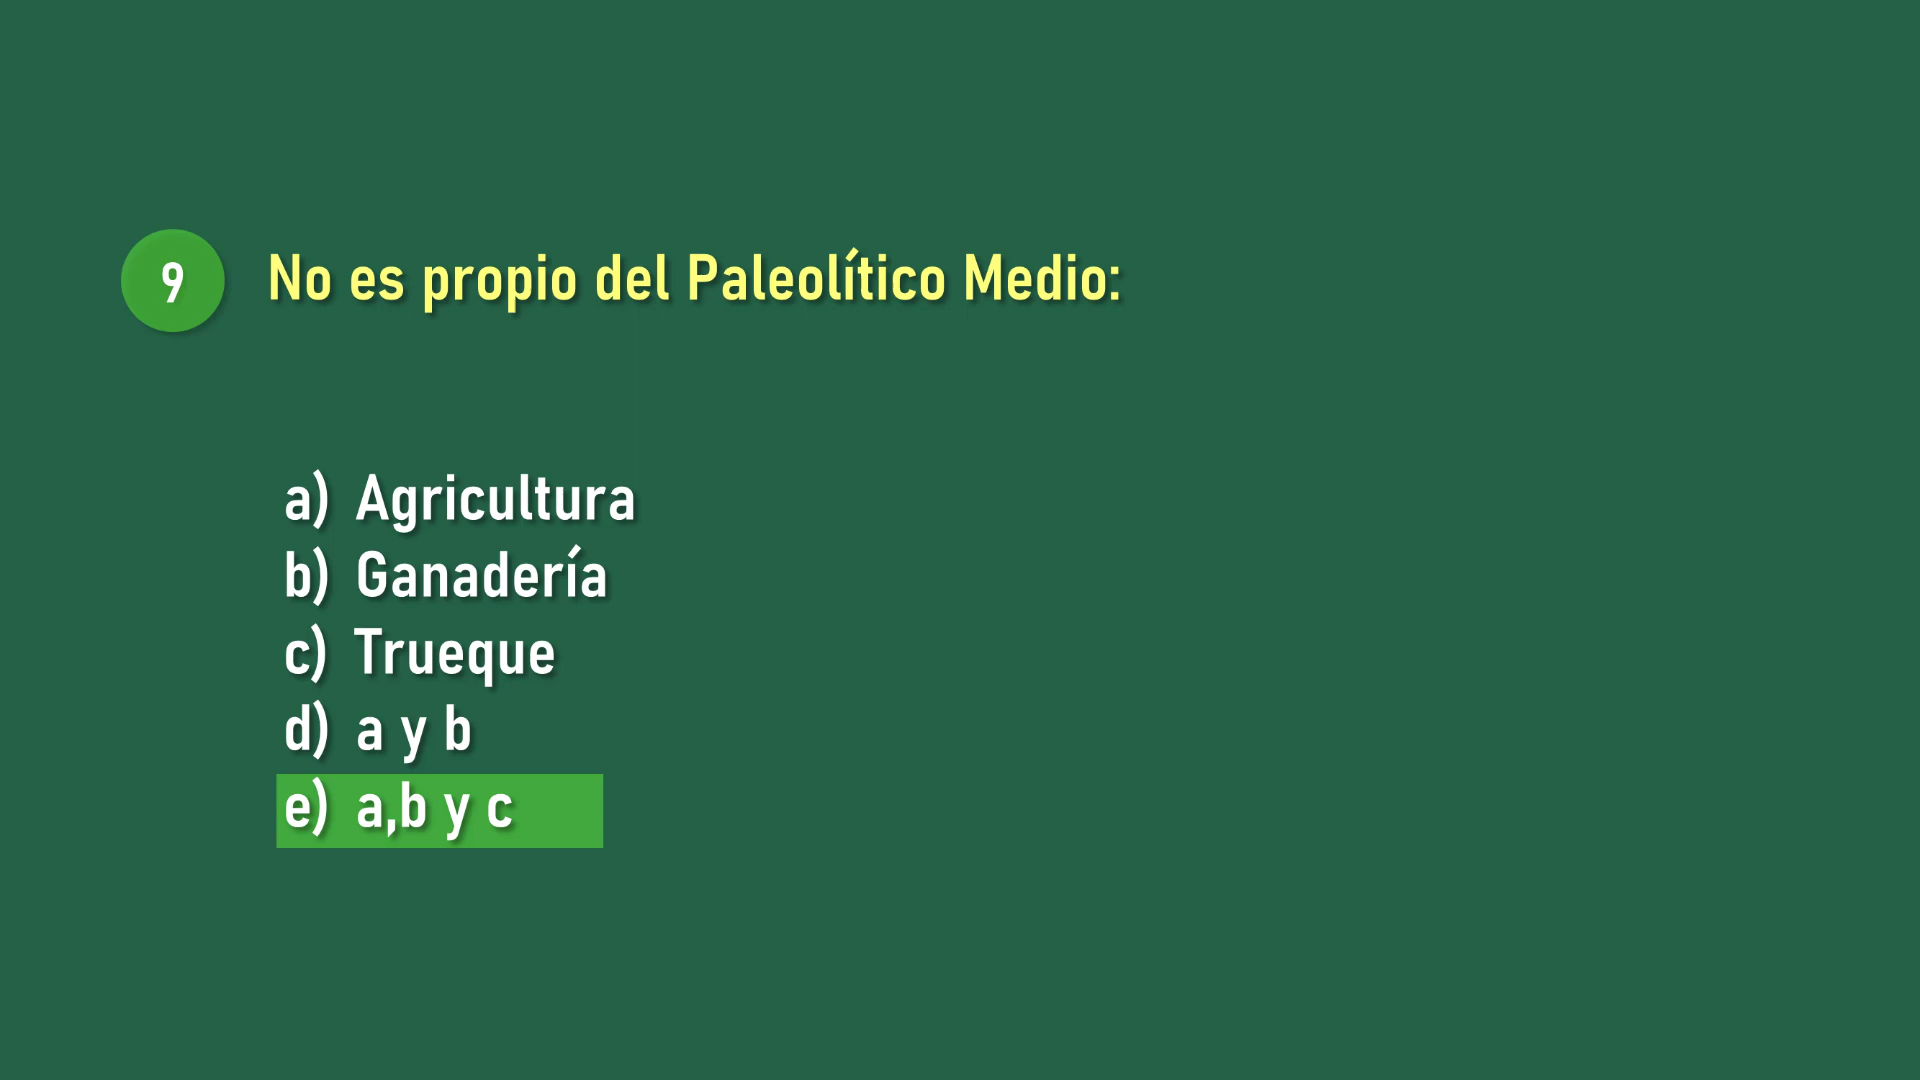 9 No es propio del Paleolítico Medio:
a) Agricultura
b) Ganadería
c) Trueque
d) a y b
e) a,b y c